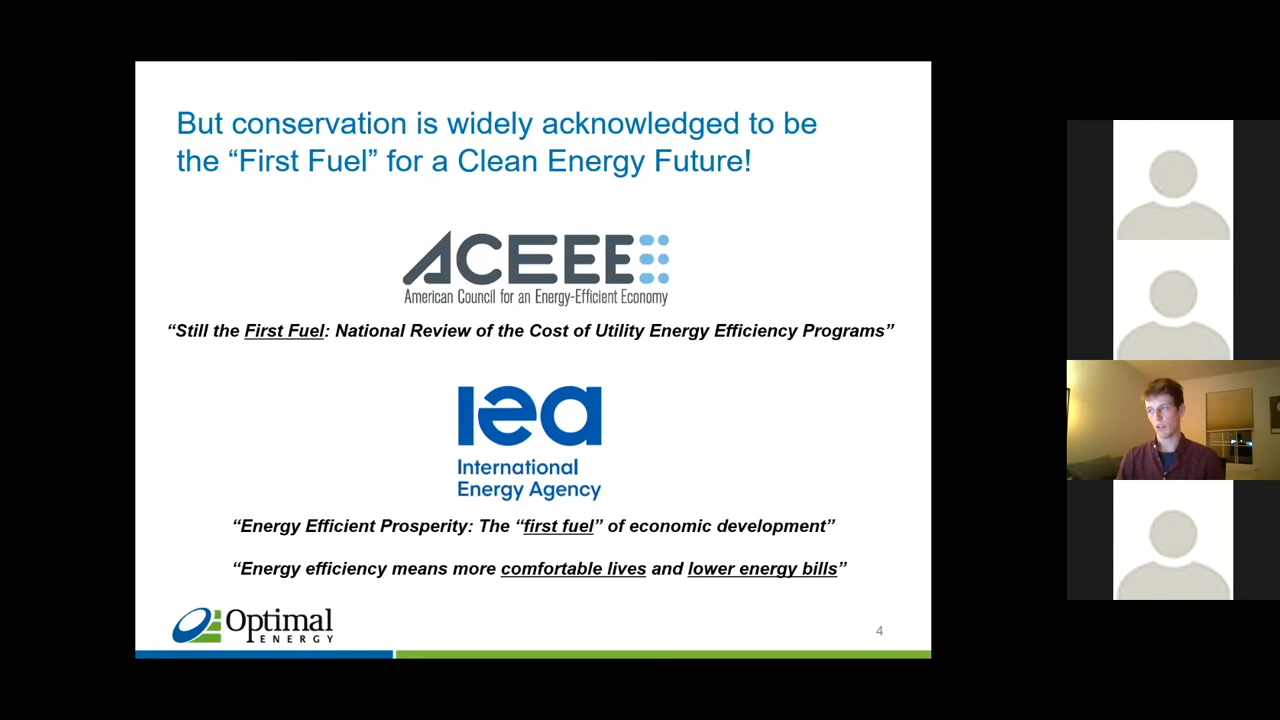 But conservation is widely acknowledged to be
the “First Fuel” for a Clean Energy Future!
ACEEE
American Council for an Energy-Efficient Economy
“Still the First Fuel: National Review of the Cost of Utility Energy Efficiency Programs”
iea
International
Energy Agency
“Energy Efficient Prosperity: The “first fuel” of economic development”
“Energy efficiency means more comfortable lives and lower energy bills”
Optimal
ENERGY
4